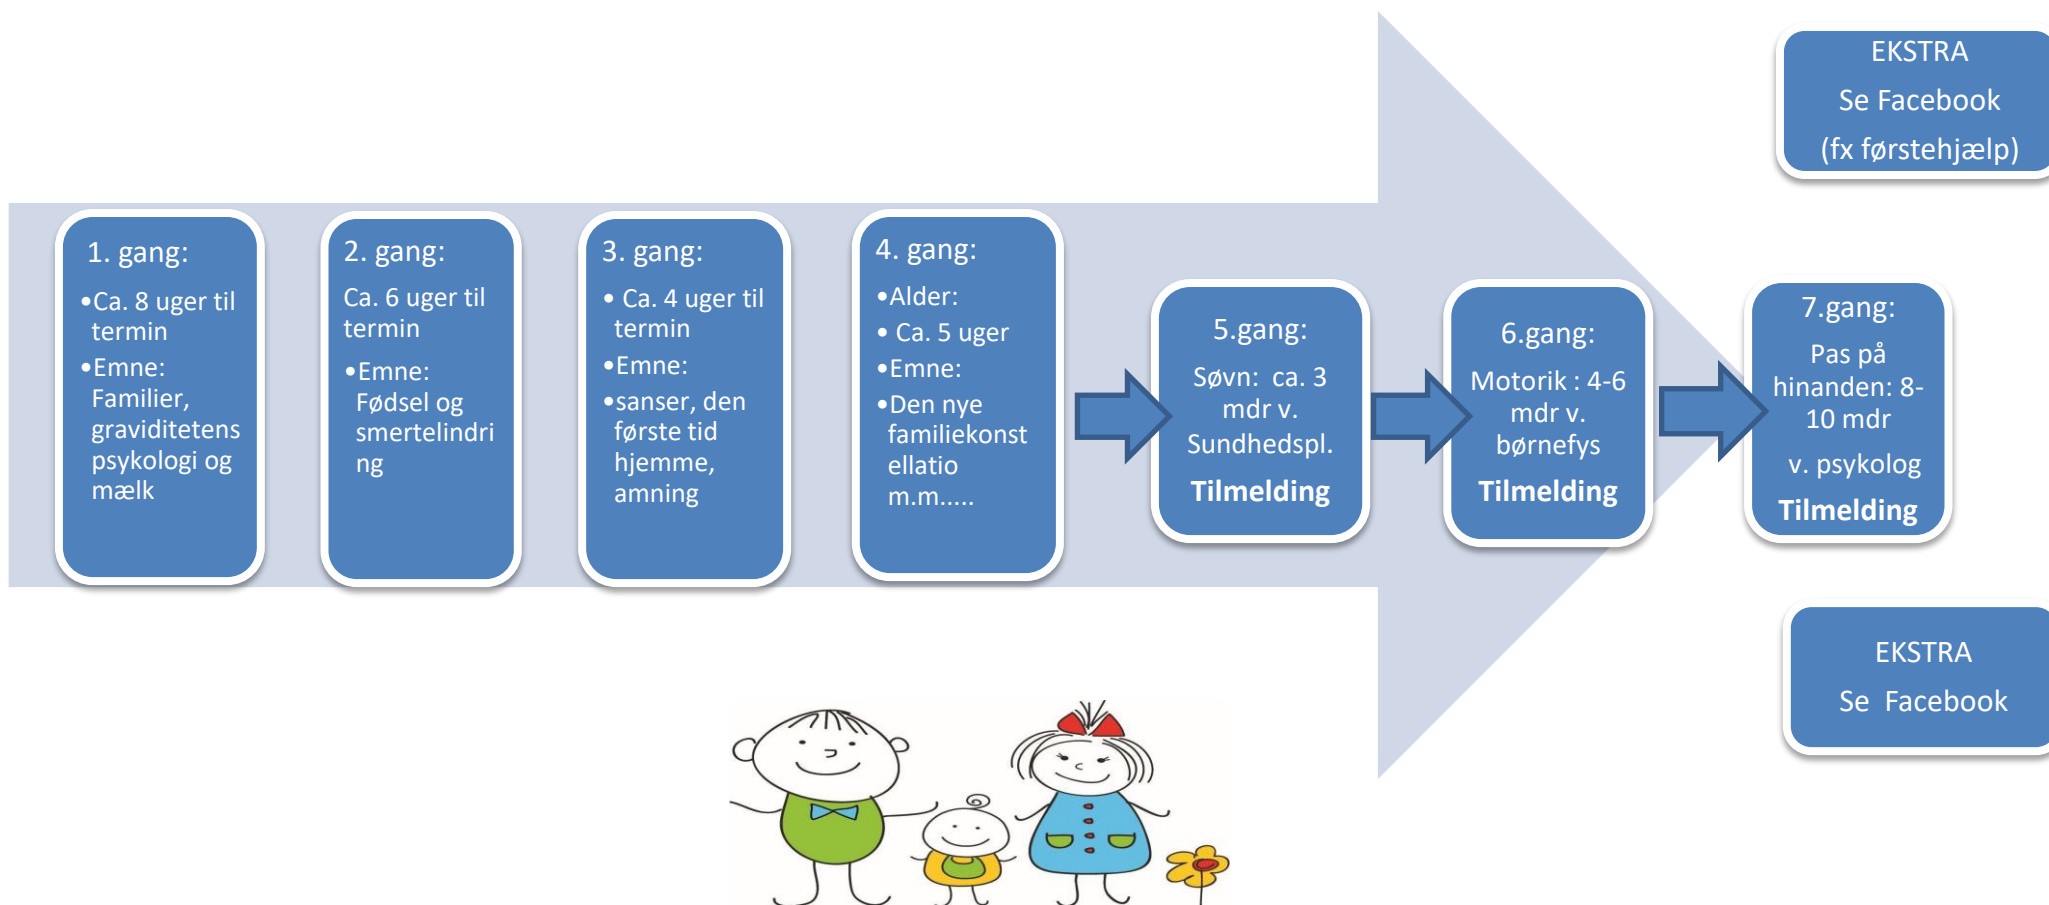 EKSTRA
Se Facebook
(fx førstehjælp)
1. gang:
•Ca. 8 uger til
termin
•Emne:
Familier,
graviditetens
psykologi og
mælk
2. gang:
Ca. 6 uger til
termin
•Emne:
Fødsel og
smertelindri
ng
3. gang:
• Ca. 4 uger til
termin
•Emne:
•sanser, den
første tid
hjemme,
amning
4. gang:
•Alder:
• Ca. 5 uger
•Emne:
•Den nye
familiekonst
ellatio
m.m.....
5.gang:
Søvn: ca. 3
mdr v.
Sundhedspl.
Tilmelding
6.gang:
Motorik : 4-6
mdr v.
børnefys
Tilmelding
7.gang:
Pas på
hinanden: 8-
10 mdr
v. psykolog
Tilmelding
EKSTRA
Se Facebook